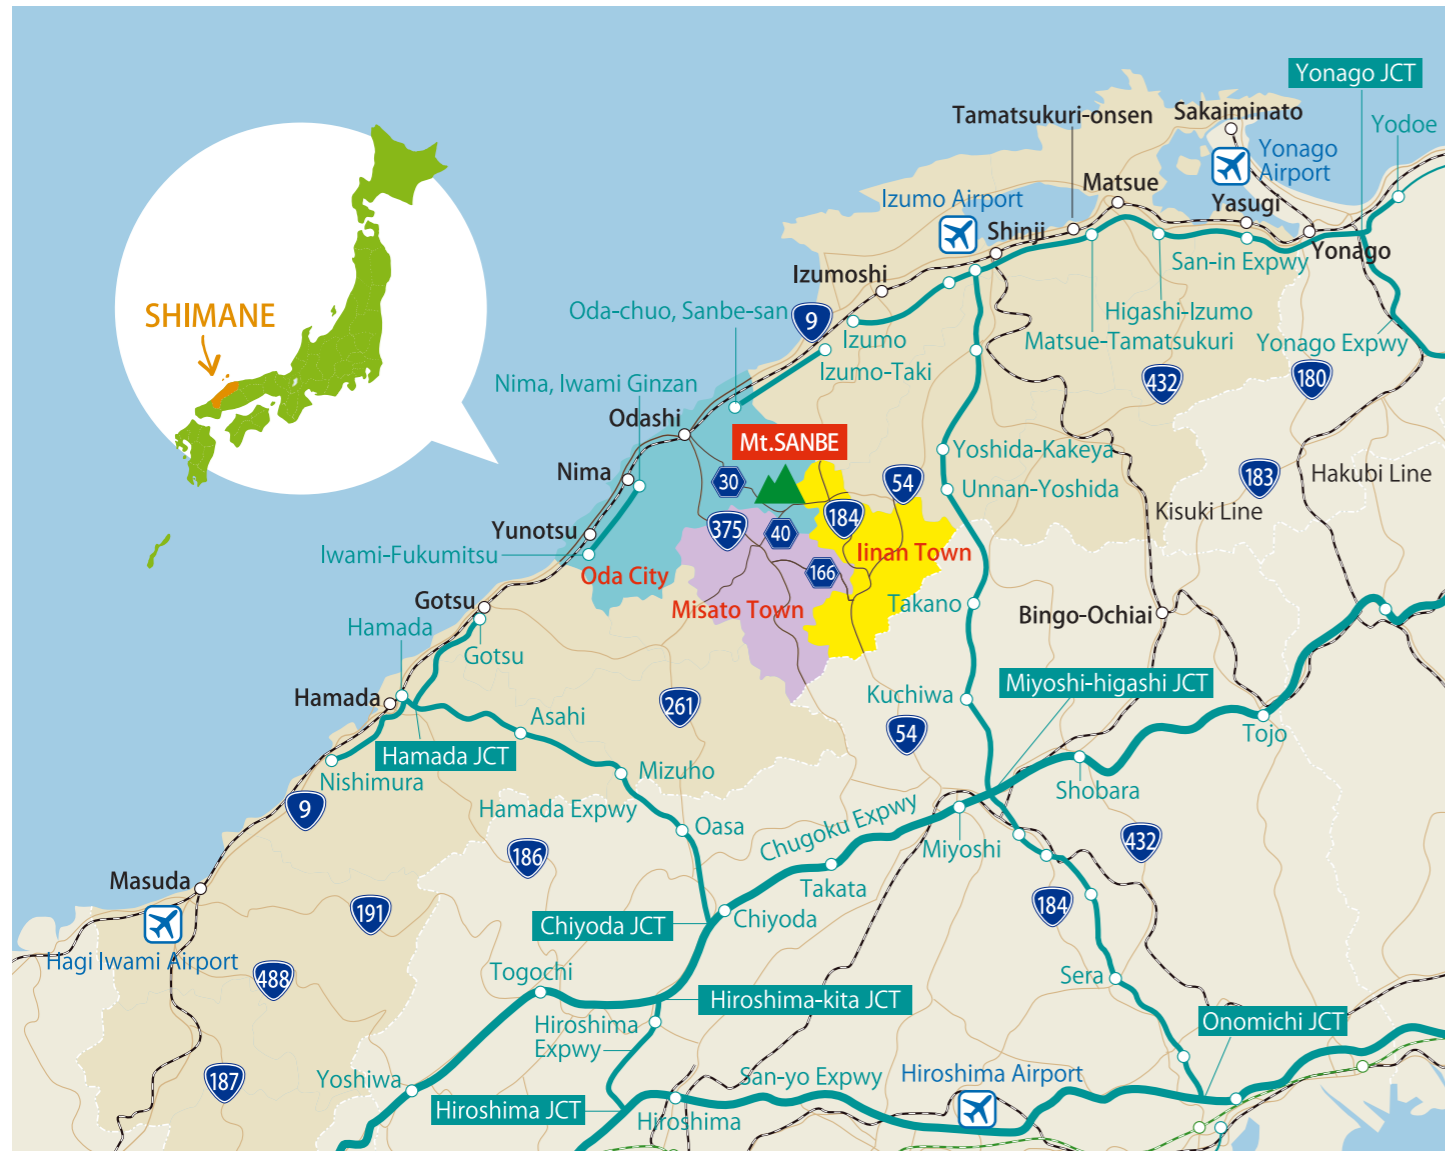 Yonago JCT
Tamatsukuri-onsen
Sakaiminato
Yodoe
Yonago
Airport
Matsue
Izumo Airport
Yasugi
Shinji
Yonago
San-in Expwy
Izumoshi
SHIMANE
Oda-chuo, Sanbe-san
9
Izumo
Higashi-Izumo
Matsue-Tamatsukuri
Yonago Expwy
Izumo-Taki
Nima, Iwami Ginzan
432
180
Odashi
Mt.SANBE
Yoshida-Kakeya
Nima
30
54
183
Hakubi Line
Unnan-Yoshida
Kisuki Line
184
Yunotsu
375
40
Iwami-Fukumitsu
Iinan Town
Oda City
166
Gotsu
Misato Town
Takano
Bingo-Ochiai
Hamada
Gotsu
Hamada
Kuchiwa
Miyoshi-higashi JCT
261
Asahi
54
Tojo
Hamada JCT
Nishimura
Mizuho
Shobara
9
Hamada Expwy
Chugoku Expwy
Oasa
432
186
Miyoshi
Masuda
Takata
191
184
Chiyoda JCT
Chiyoda
Hagi Iwami Airport
488
Togochi
Sera
Hiroshima-kita JCT
Hiroshima
Expwy
Onomichi JCT
187
Yoshiwa
San-yo Expwy
Hiroshima Airport
Hiroshima JCT
Hiroshima